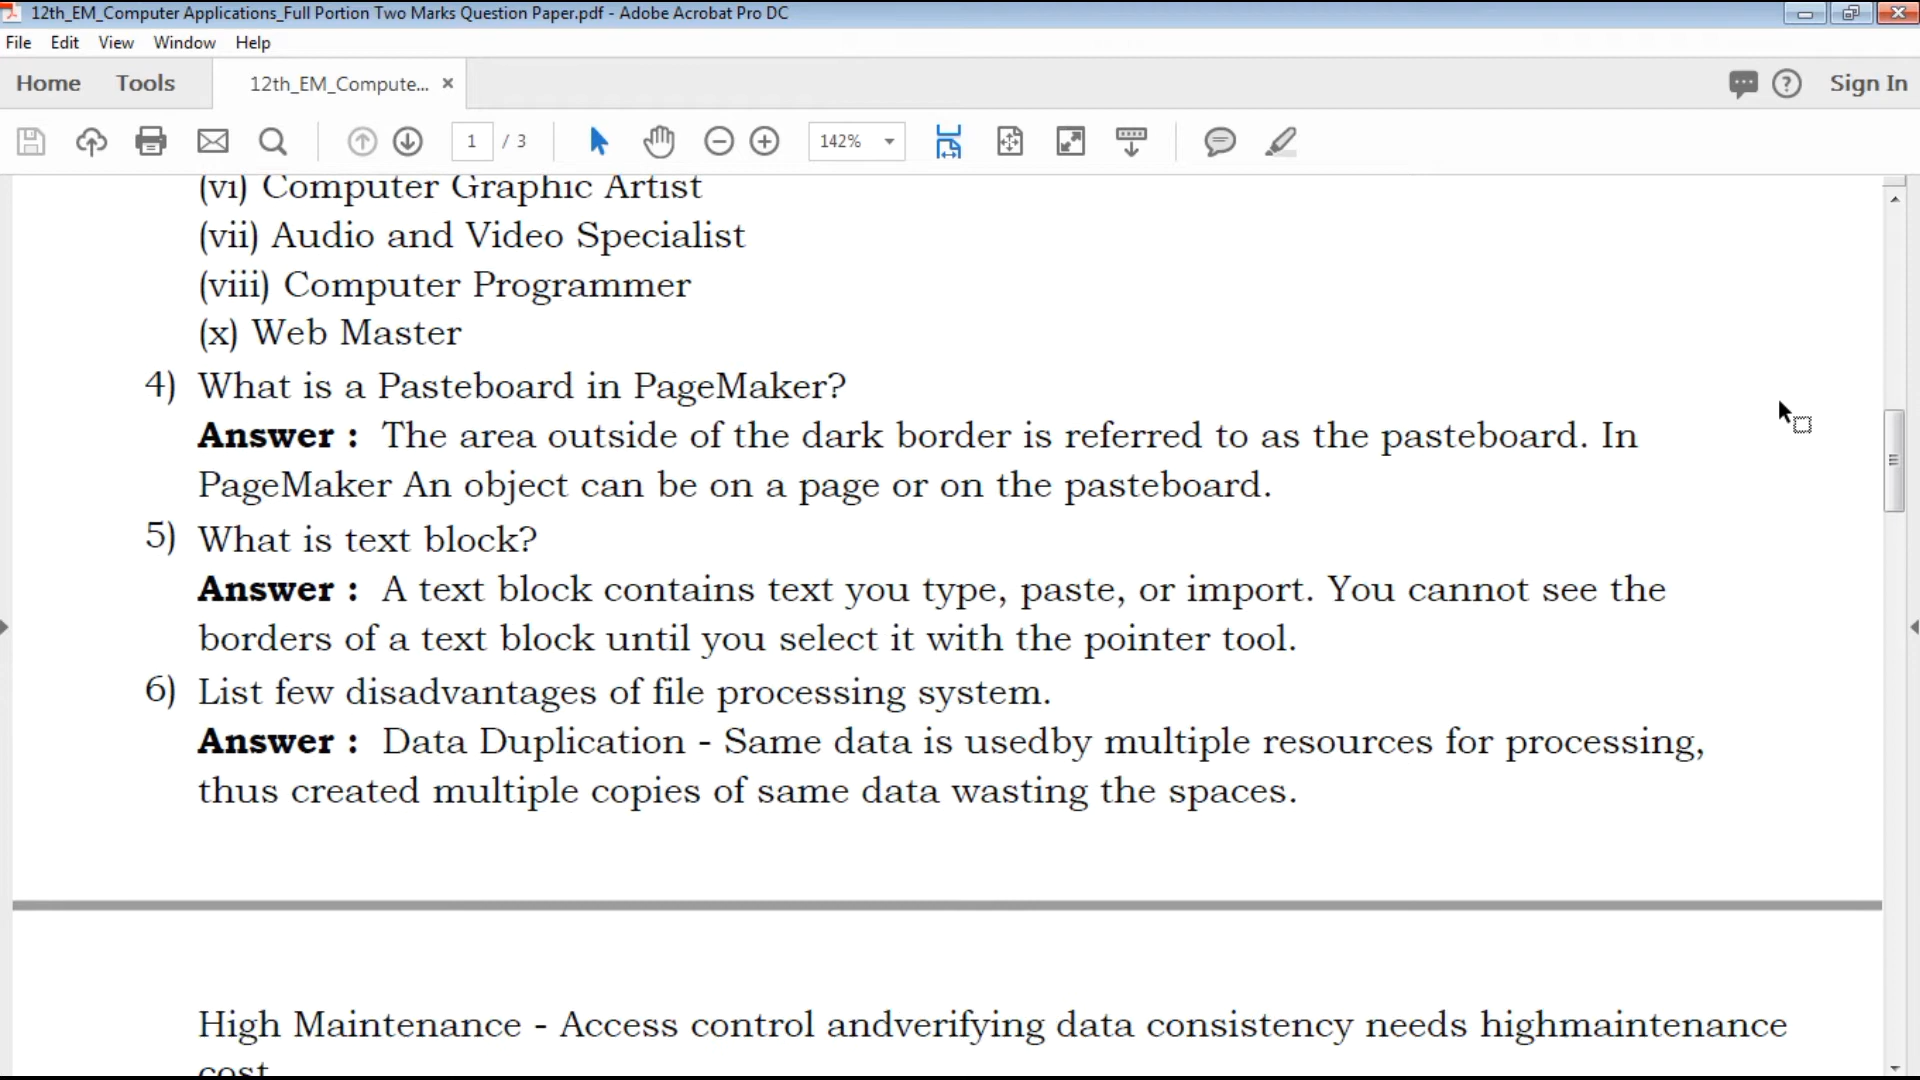 12th_EM_Computer Applications_Full Portion Two Marks Question Paper.pdf - Adobe Acrobat Pro DC
File Edit View Window Help
Home Tools 12th_EM_Compute... × Sign In
1 / 3 142%
(vi) Computer Graphic Artist
(vii) Audio and Video Specialist
(viii) Computer Programmer
(x) Web Master
4) What is a Pasteboard in PageMaker?
Answer : The area outside of the dark border is referred to as the pasteboard. In
PageMaker An object can be on a page or on the pasteboard.
5) What is text block?
Answer : A text block contains text you type, paste, or import. You cannot see the
borders of a text block until you select it with the pointer tool.
6) List few disadvantages of file processing system.
Answer : Data Duplication - Same data is usedby multiple resources for processing,
thus created multiple copies of same data wasting the spaces.
High Maintenance - Access control andverifying data consistency needs highmaintenance
cost